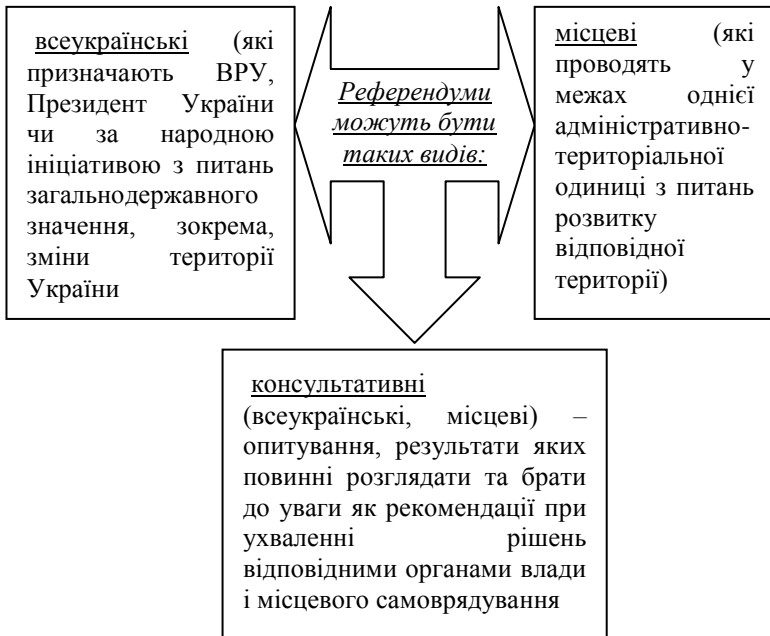 всеукраїнські (які
призначають ВРУ,
Президент України
чи за народною
ініціативою з питань
загальнодержавного
значення, зокрема,
зміни території
України
Референдуми
можуть бути
таких видів:
місцеві (які
проводять у
межах однієї
адміністративно-
територіальної
одиниці з питань
розвитку
відповідної
території)
консультативні
(всеукраїнські, місцеві) –
опитування, результати яких
повинні розглядати та брати
до уваги як рекомендації при
ухваленні рішень
відповідними органами влади
і місцевого самоврядування